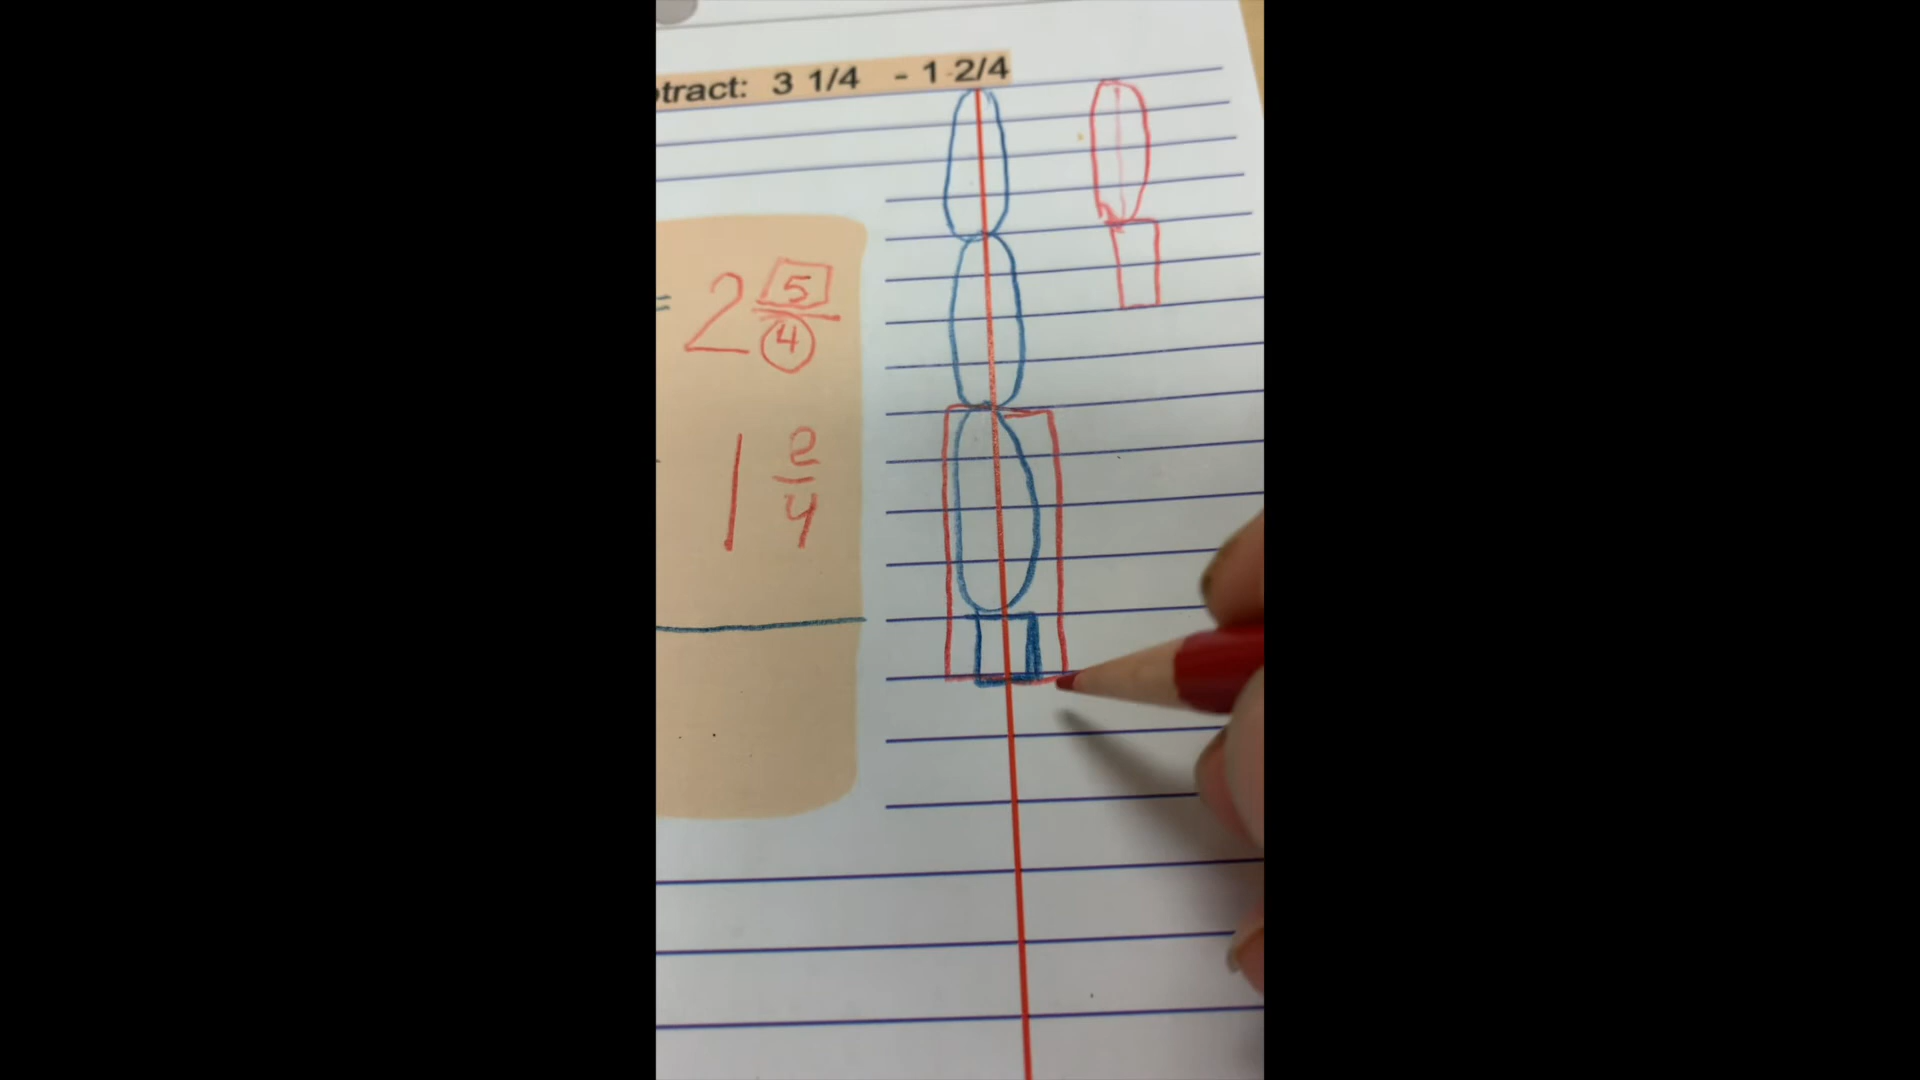 tract: 3 1/4 - 1 2/4
= 2 5/4
1 2/4